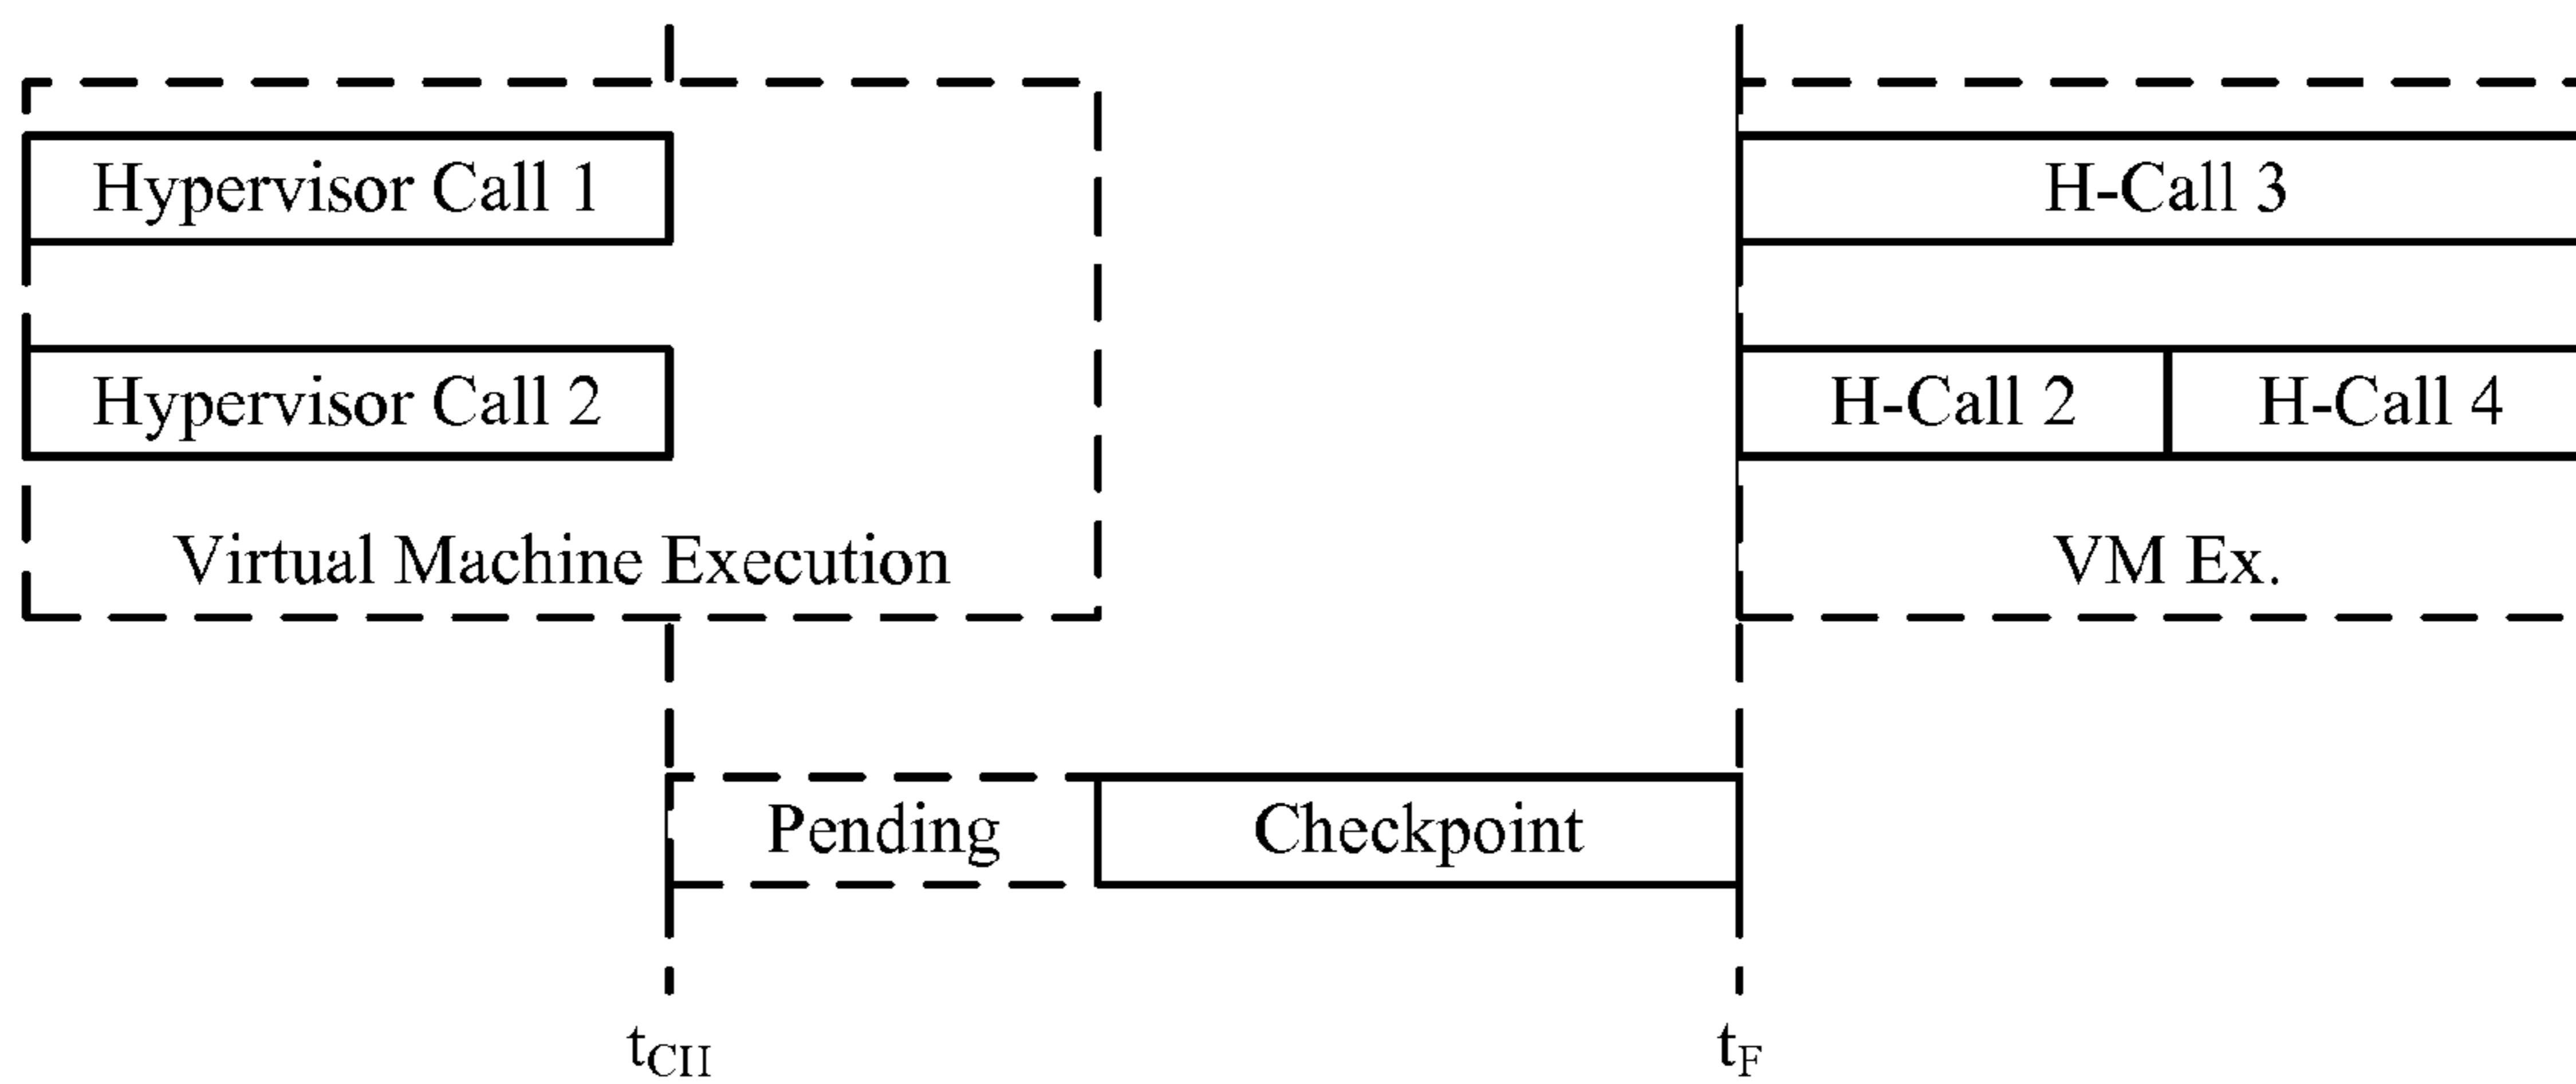 Hypervisor Call 1
H-Call 3
Hypervisor Call 2
H-Call 2
H-Call 4
Virtual Machine Execution
VM Ex.
Pending
Checkpoint
tCH
tF